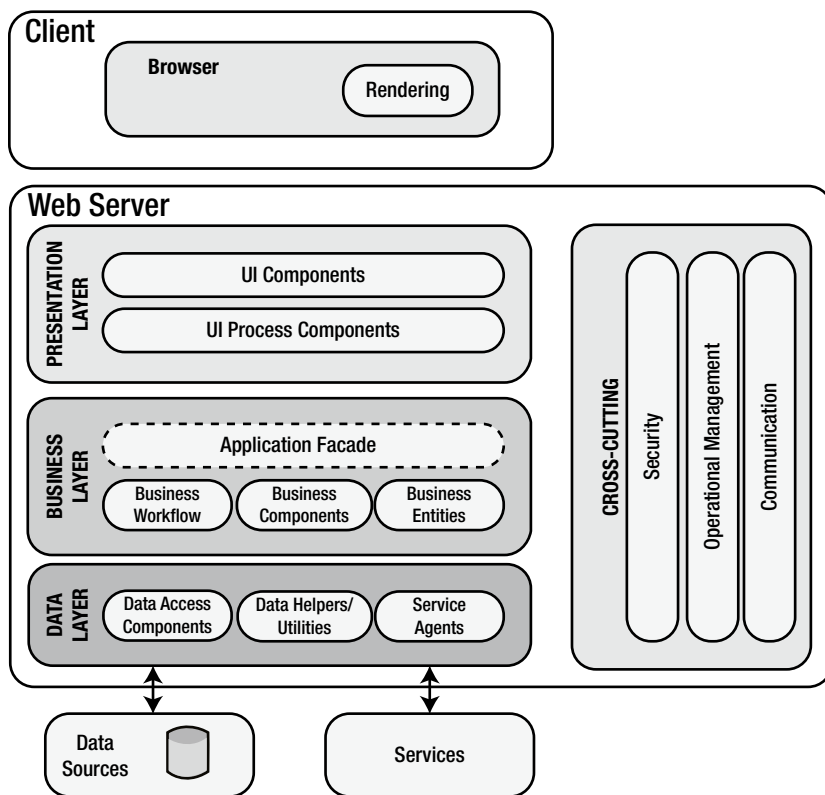 Client
Browser
Rendering
Web Server
PRESENTATION
LAYER
UI Components
UI Process Components
BUSINESS
LAYER
Application Facade
Business
Workflow
Business
Components
Business
Entities
DATA
LAYER
Data Access
Components
Data Helpers/
Utilities
Service
Agents
CROSS-CUTTING
Security
Operational Management
Communication
Data
Sources
Services